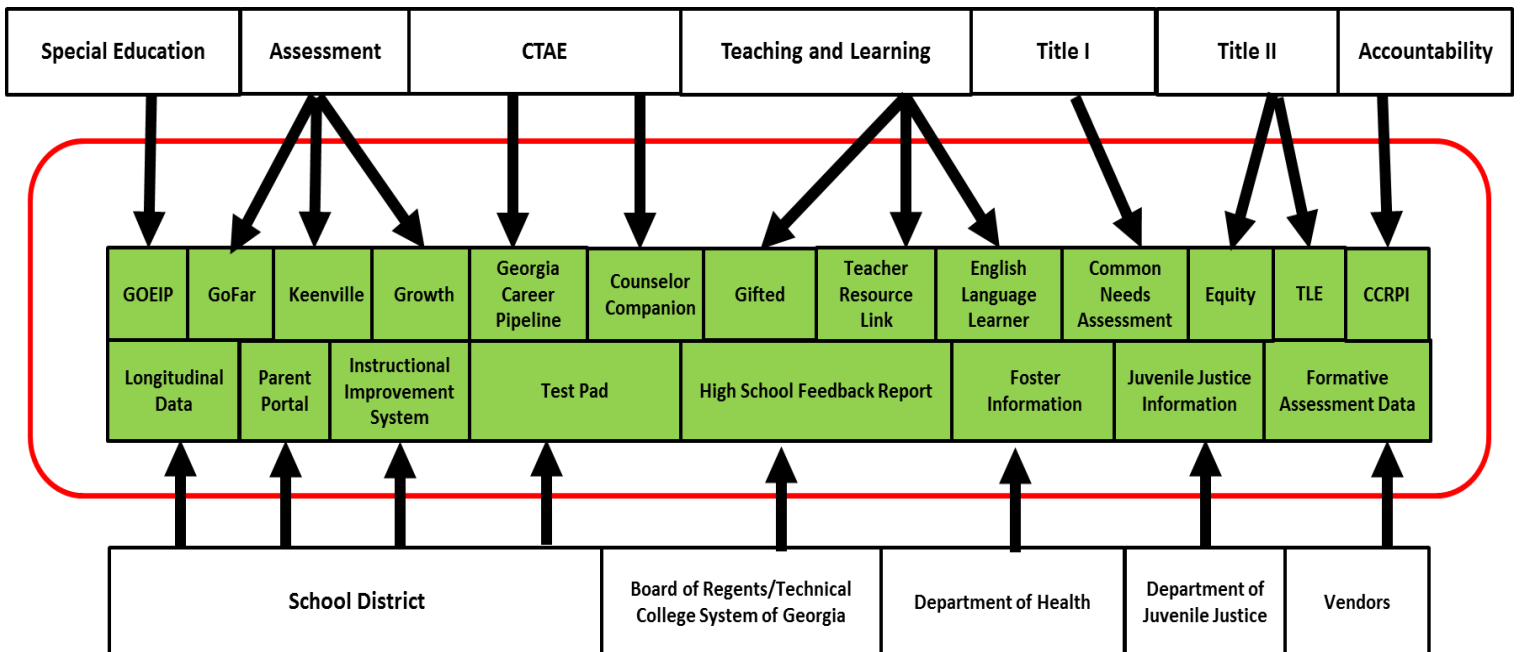 Special Education
Assessment
CTAE
Teaching and Learning
Title I
Title II
Accountability
GOEIP
GoFar
Keenville
Growth
Georgia
Career
Pipeline
Counselor
Companion
Gifted
Teacher
Resource
Link
English
Language
Learner
Common
Needs
Assessment
Equity
TLE
CCRPI
Longitudinal
Data
Parent
Portal
Instructional
Improvement
System
Test Pad
High School Feedback Report
Foster
Information
Juvenile Justice
Information
Formative
Assessment Data
School District
Board of Regents/Technical
College System of Georgia
Department of Health
Department of
Juvenile Justice
Vendors